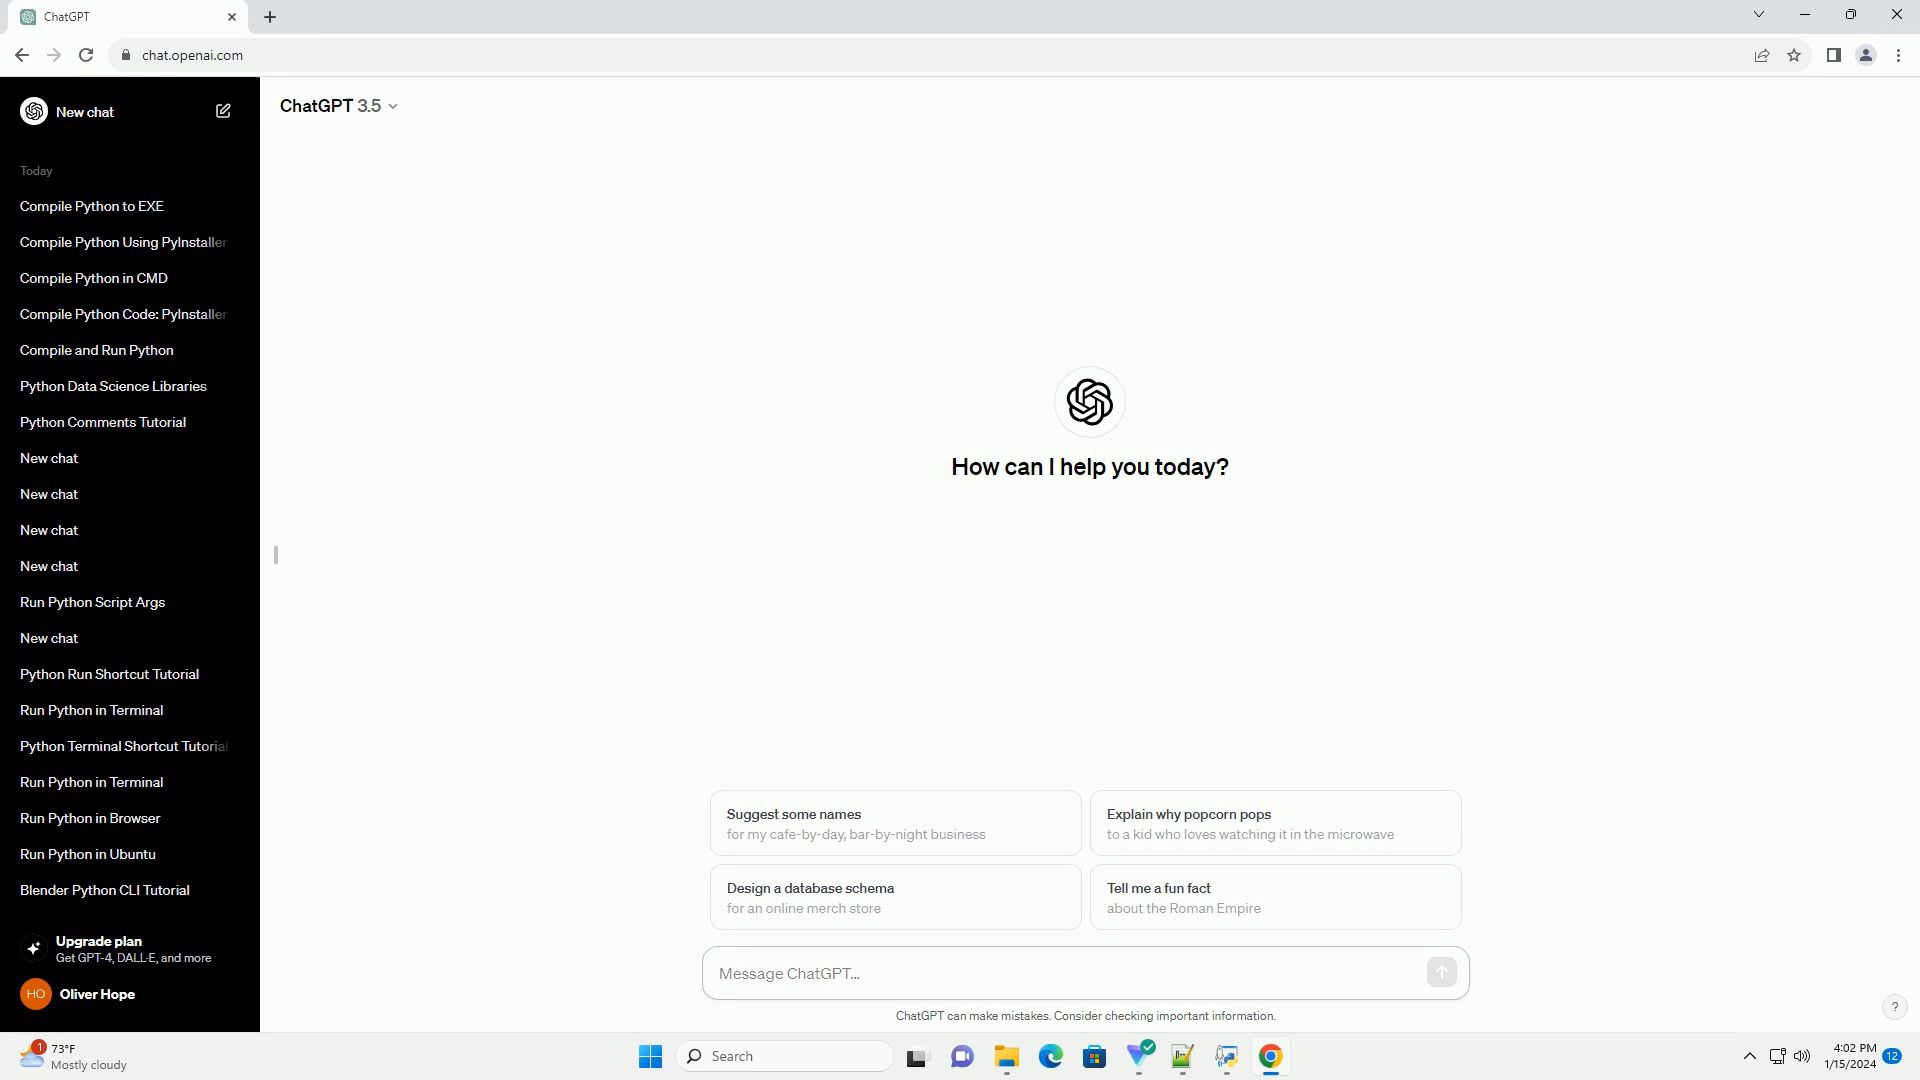 ChatGPT
chat.openai.com
New chat
Today
Compile Python to EXE
Compile Python Using PyInstaller
Compile Python in CMD
Compile Python Code: PyInstaller
Compile and Run Python
Python Data Science Libraries
Python Comments Tutorial
New chat
New chat
New chat
New chat
Run Python Script Args
New chat
Python Run Shortcut Tutorial
Run Python in Terminal
Python Terminal Shortcut Tutorial
Run Python in Terminal
Run Python in Browser
Run Python in Ubuntu
Blender Python CLI Tutorial
Upgrade plan
Get GPT-4, DALL·E, and more
HO Oliver Hope
ChatGPT 3.5
How can I help you today?
Suggest some names
for my cafe-by-day, bar-by-night business
Explain why popcorn pops
to a kid who loves watching it in the microwave
Design a database schema
for an online merch store
Tell me a fun fact
about the Roman Empire
Message ChatGPT...
ChatGPT can make mistakes. Consider checking important information.
?
1
73°F
Mostly cloudy
Search
4:02 PM
1/15/2024
12